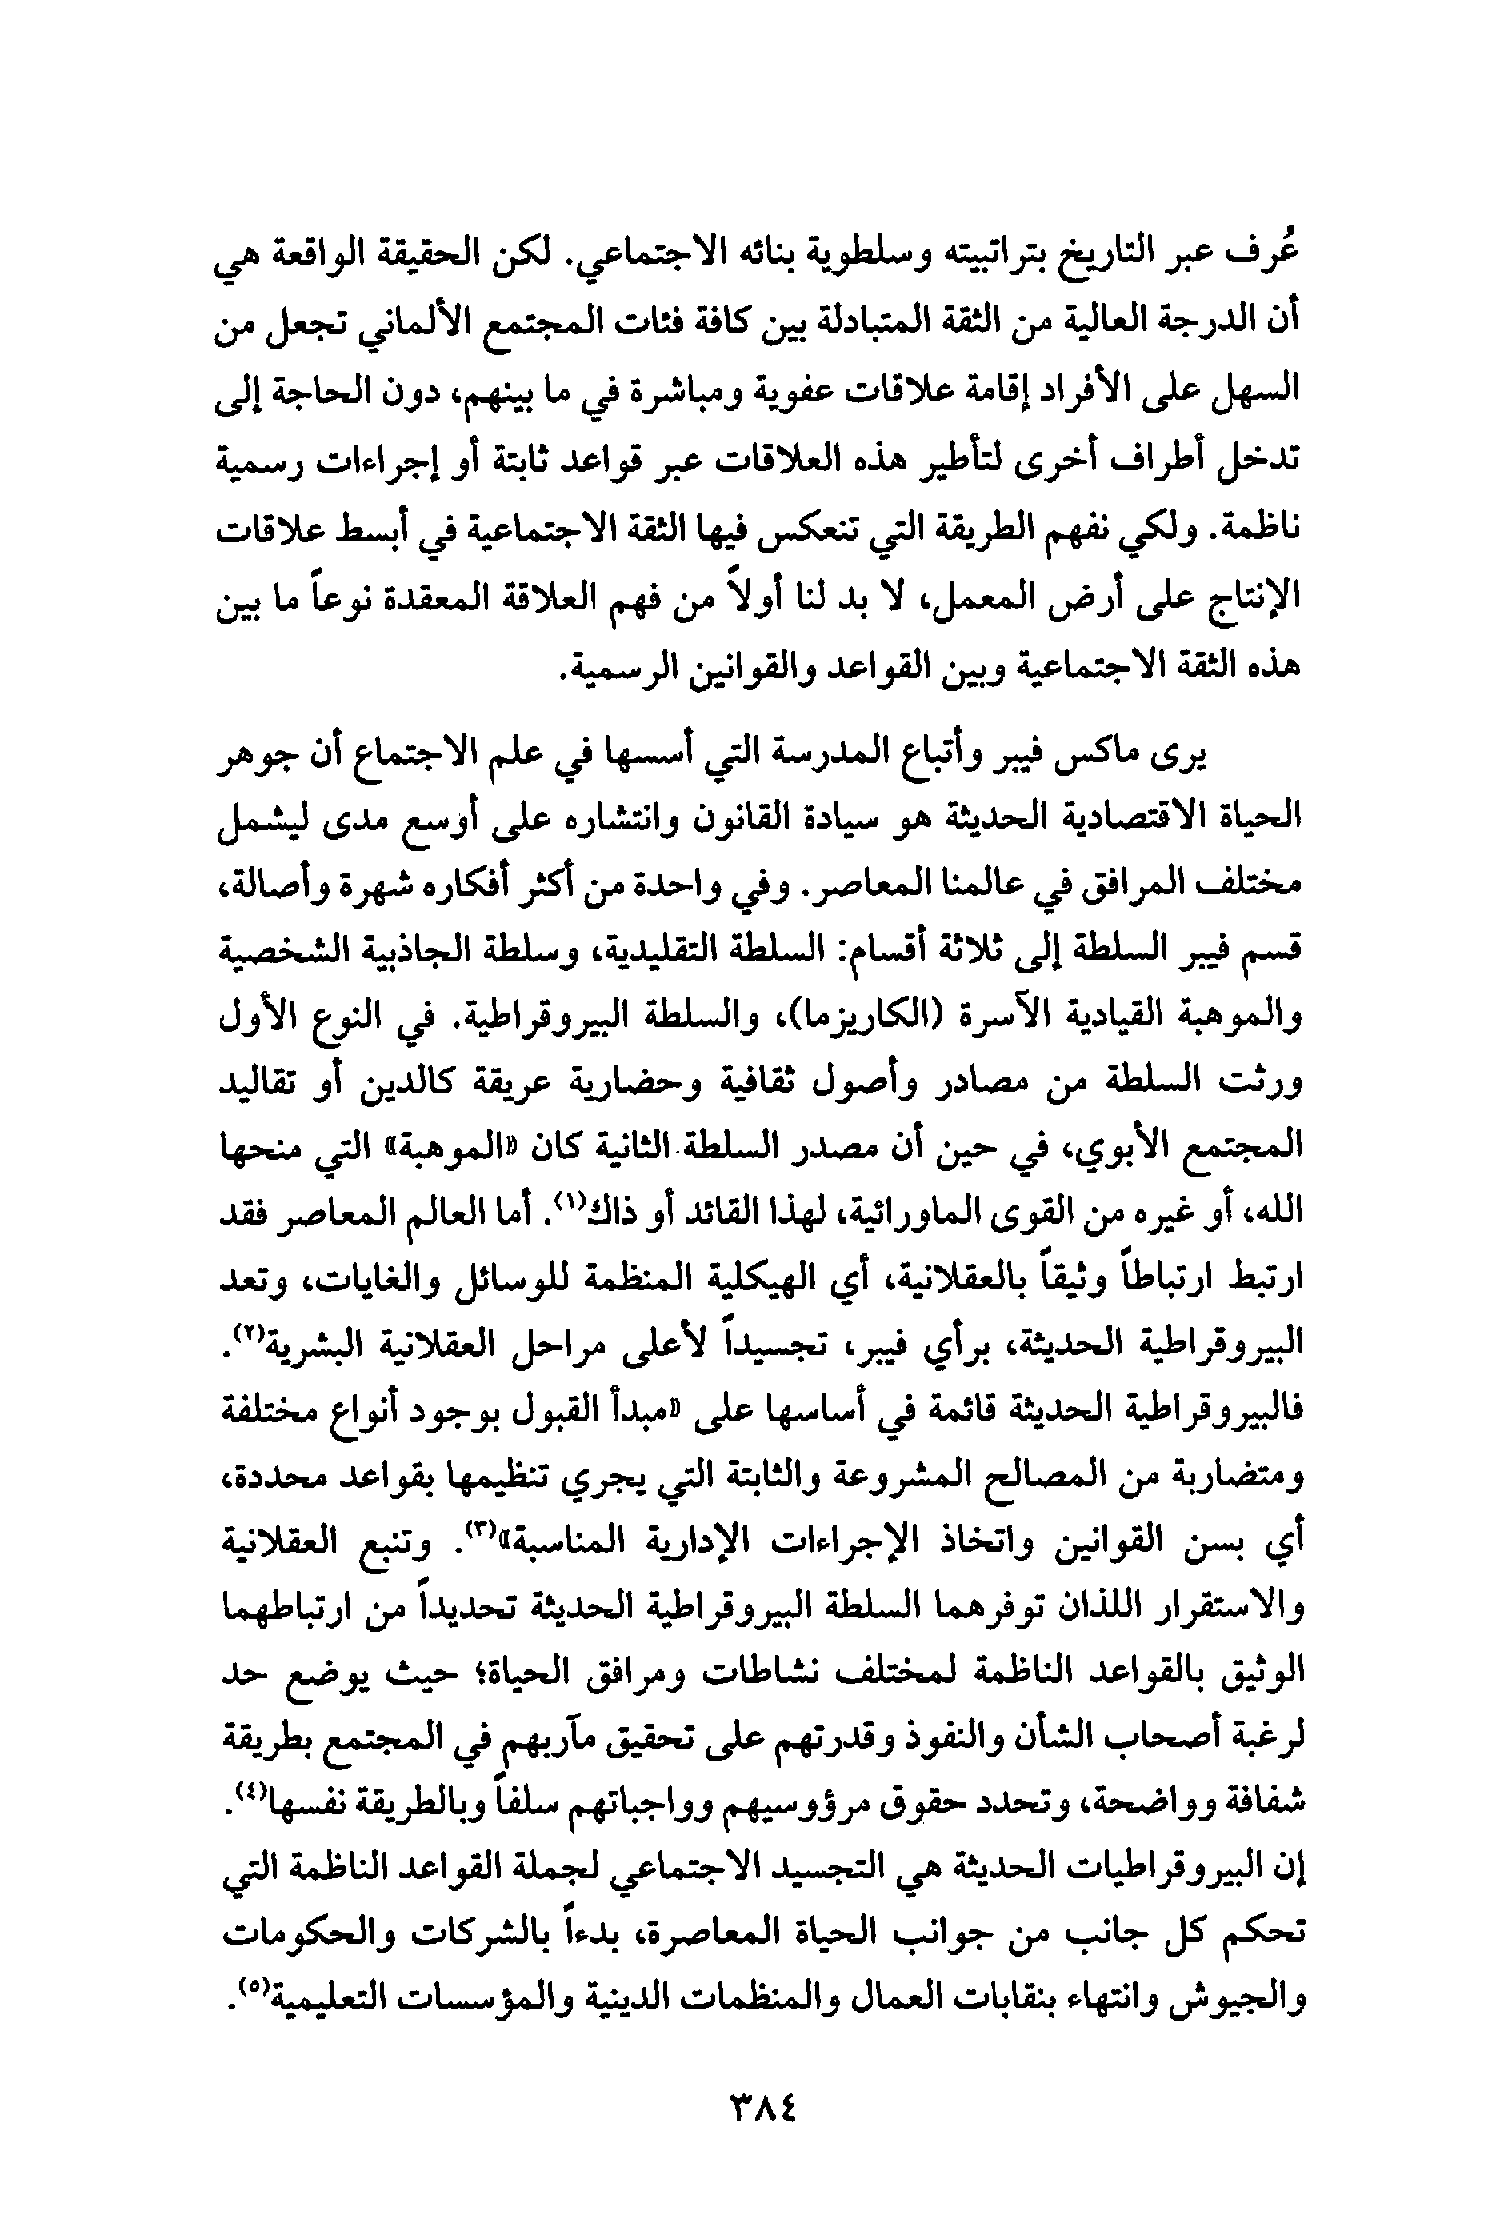 عُرف عبر التاريخ بتراتبيته وسلطوية بنائه الاجتماعي. لكن الحقيقة الواقعة هي
أن الدرجة العالية من الثقة المتبادلة بين كافة فئات المجتمع الألماني تجعل من
السهل على الأفراد إقامة علاقات عفوية ومباشرة في ما بينهم، دون الحاجة إلى
تدخل أطراف أخرى لتأطير هذه العلاقات عبر قواعد ثابتة أو إجراءات رسمية
ناظمة. ولكي نفهم الطريقة التي تنعكس فيها الثقة الاجتماعية في أبسط علاقات
الإنتاج على أرض المعمل، لا بد لنا أولاً من فهم العلاقة المعقدة نوعاً ما بين
هذه الثقة الاجتماعية وبين القواعد والقوانين الرسمية.
يرى ماكس فيبر وأتباع المدرسة التي أسسها في علم الاجتماع أن جوهر
الحياة الاقتصادية الحديثة هو سيادة القانون وانتشاره على أوسع مدى ليشمل
مختلف المرافق في عالمنا المعاصر. وفي واحدة من أكثر أفكاره شهرة وأصالة،
قسم فيبر السلطة إلى ثلاثة أقسام: السلطة التقليدية، وسلطة الجاذبية الشخصية
والموهبة القيادية الآسرة (الكاريزما)، والسلطة البيروقراطية. في النوع الأول
ورثت السلطة من مصادر وأصول ثقافية وحضارية عريقة كالدين أو تقاليد
المجتمع الأبوي، في حين أن مصدر السلطة الثانية كان «الموهبة» التي منحها
الله، أو غيره من القوى الماورائية، لهذا القائد أو ذاك(١). أما العالم المعاصر فقد
ارتبط ارتباطاً وثيقاً بالعقلانية، أي الهيكلية المنظمة للوسائل والغايات، وتعد
البيروقراطية الحديثة، برأي فيبر، تجسيداً لأعلى مراحل العقلانية البشرية(٢).
فالبيروقراطية الحديثة قائمة في أساسها على «مبدأ القبول بوجود أنواع مختلفة
ومتضاربة من المصالح المشروعة والثابتة التي يجري تنظيمها بقواعد محددة،
أي بسن القوانين واتخاذ الإجراءات الإدارية المناسبة»(٣). وتنبع العقلانية
والاستقرار اللذان توفرهما السلطة البيروقراطية الحديثة تحديداً من ارتباطهما
الوثيق بالقواعد الناظمة لمختلف نشاطات ومرافق الحياة؛ حيث يوضع حد
لرغبة أصحاب الشأن والنفوذ وقدرتهم على تحقيق مآربهم في المجتمع بطريقة
شفافة وواضحة، وتحدد حقوق مرؤوسيهم وواجباتهم سلفاً وبالطريقة نفسها(٤).
إن البيروقراطيات الحديثة هي التجسيد الاجتماعي لجملة القواعد الناظمة التي
تحكم كل جانب من جوانب الحياة المعاصرة، بدءاً بالشركات والحكومات
والجيوش وانتهاء بنقابات العمال والمنظمات الدينية والمؤسسات التعليمية(٥).
٣٨٤